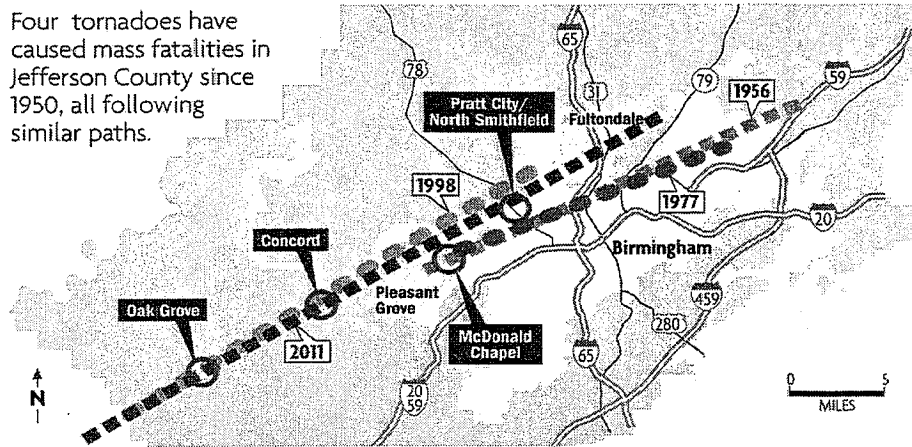 Four tornadoes have
caused mass fatalities in
Jefferson County since
1950, all following
similar paths.
65
59
78
31
79
1956
Pratt City/
North Smithfield
Fultondale
1998
1977
20
Concord
Birmingham
Pleasant
Grove
459
Oak Grove
McDonald
Chapel
280
2011
65
N
20
59
0 5
MILES